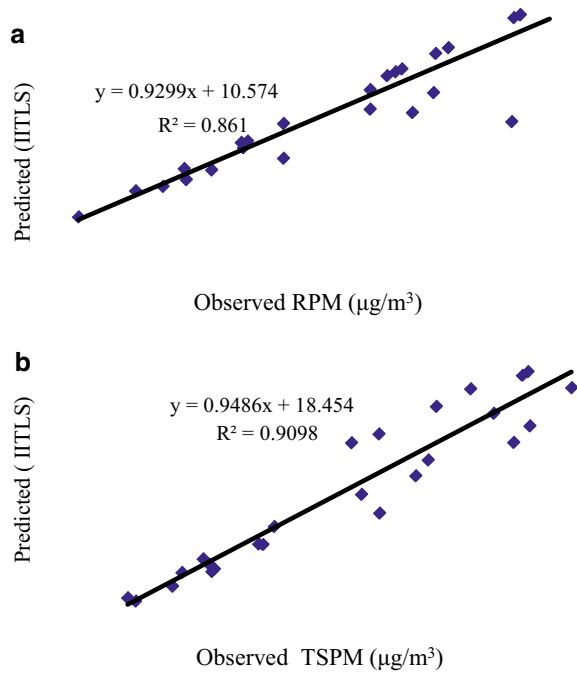 a
Predicted (IITLS)
y = 0.9299x + 10.574
R² = 0.861
Observed RPM (μg/m³)
b
Predicted ( IITLS)
y = 0.9486x + 18.454
R² = 0.9098
Observed TSPM (μg/m³)